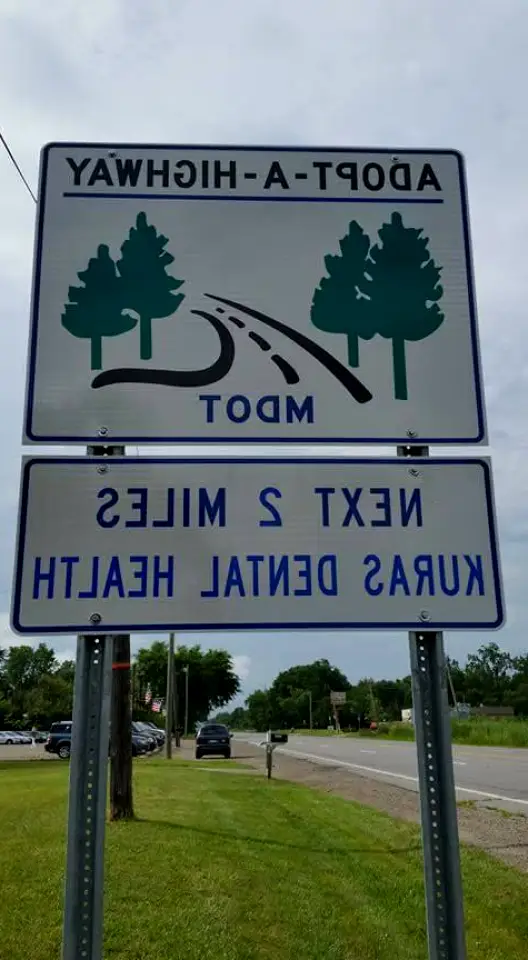 ADOPT-A-HIGHWAY
MDOT
NEXT 2 MILES
KURAS DENTAL HEALTH